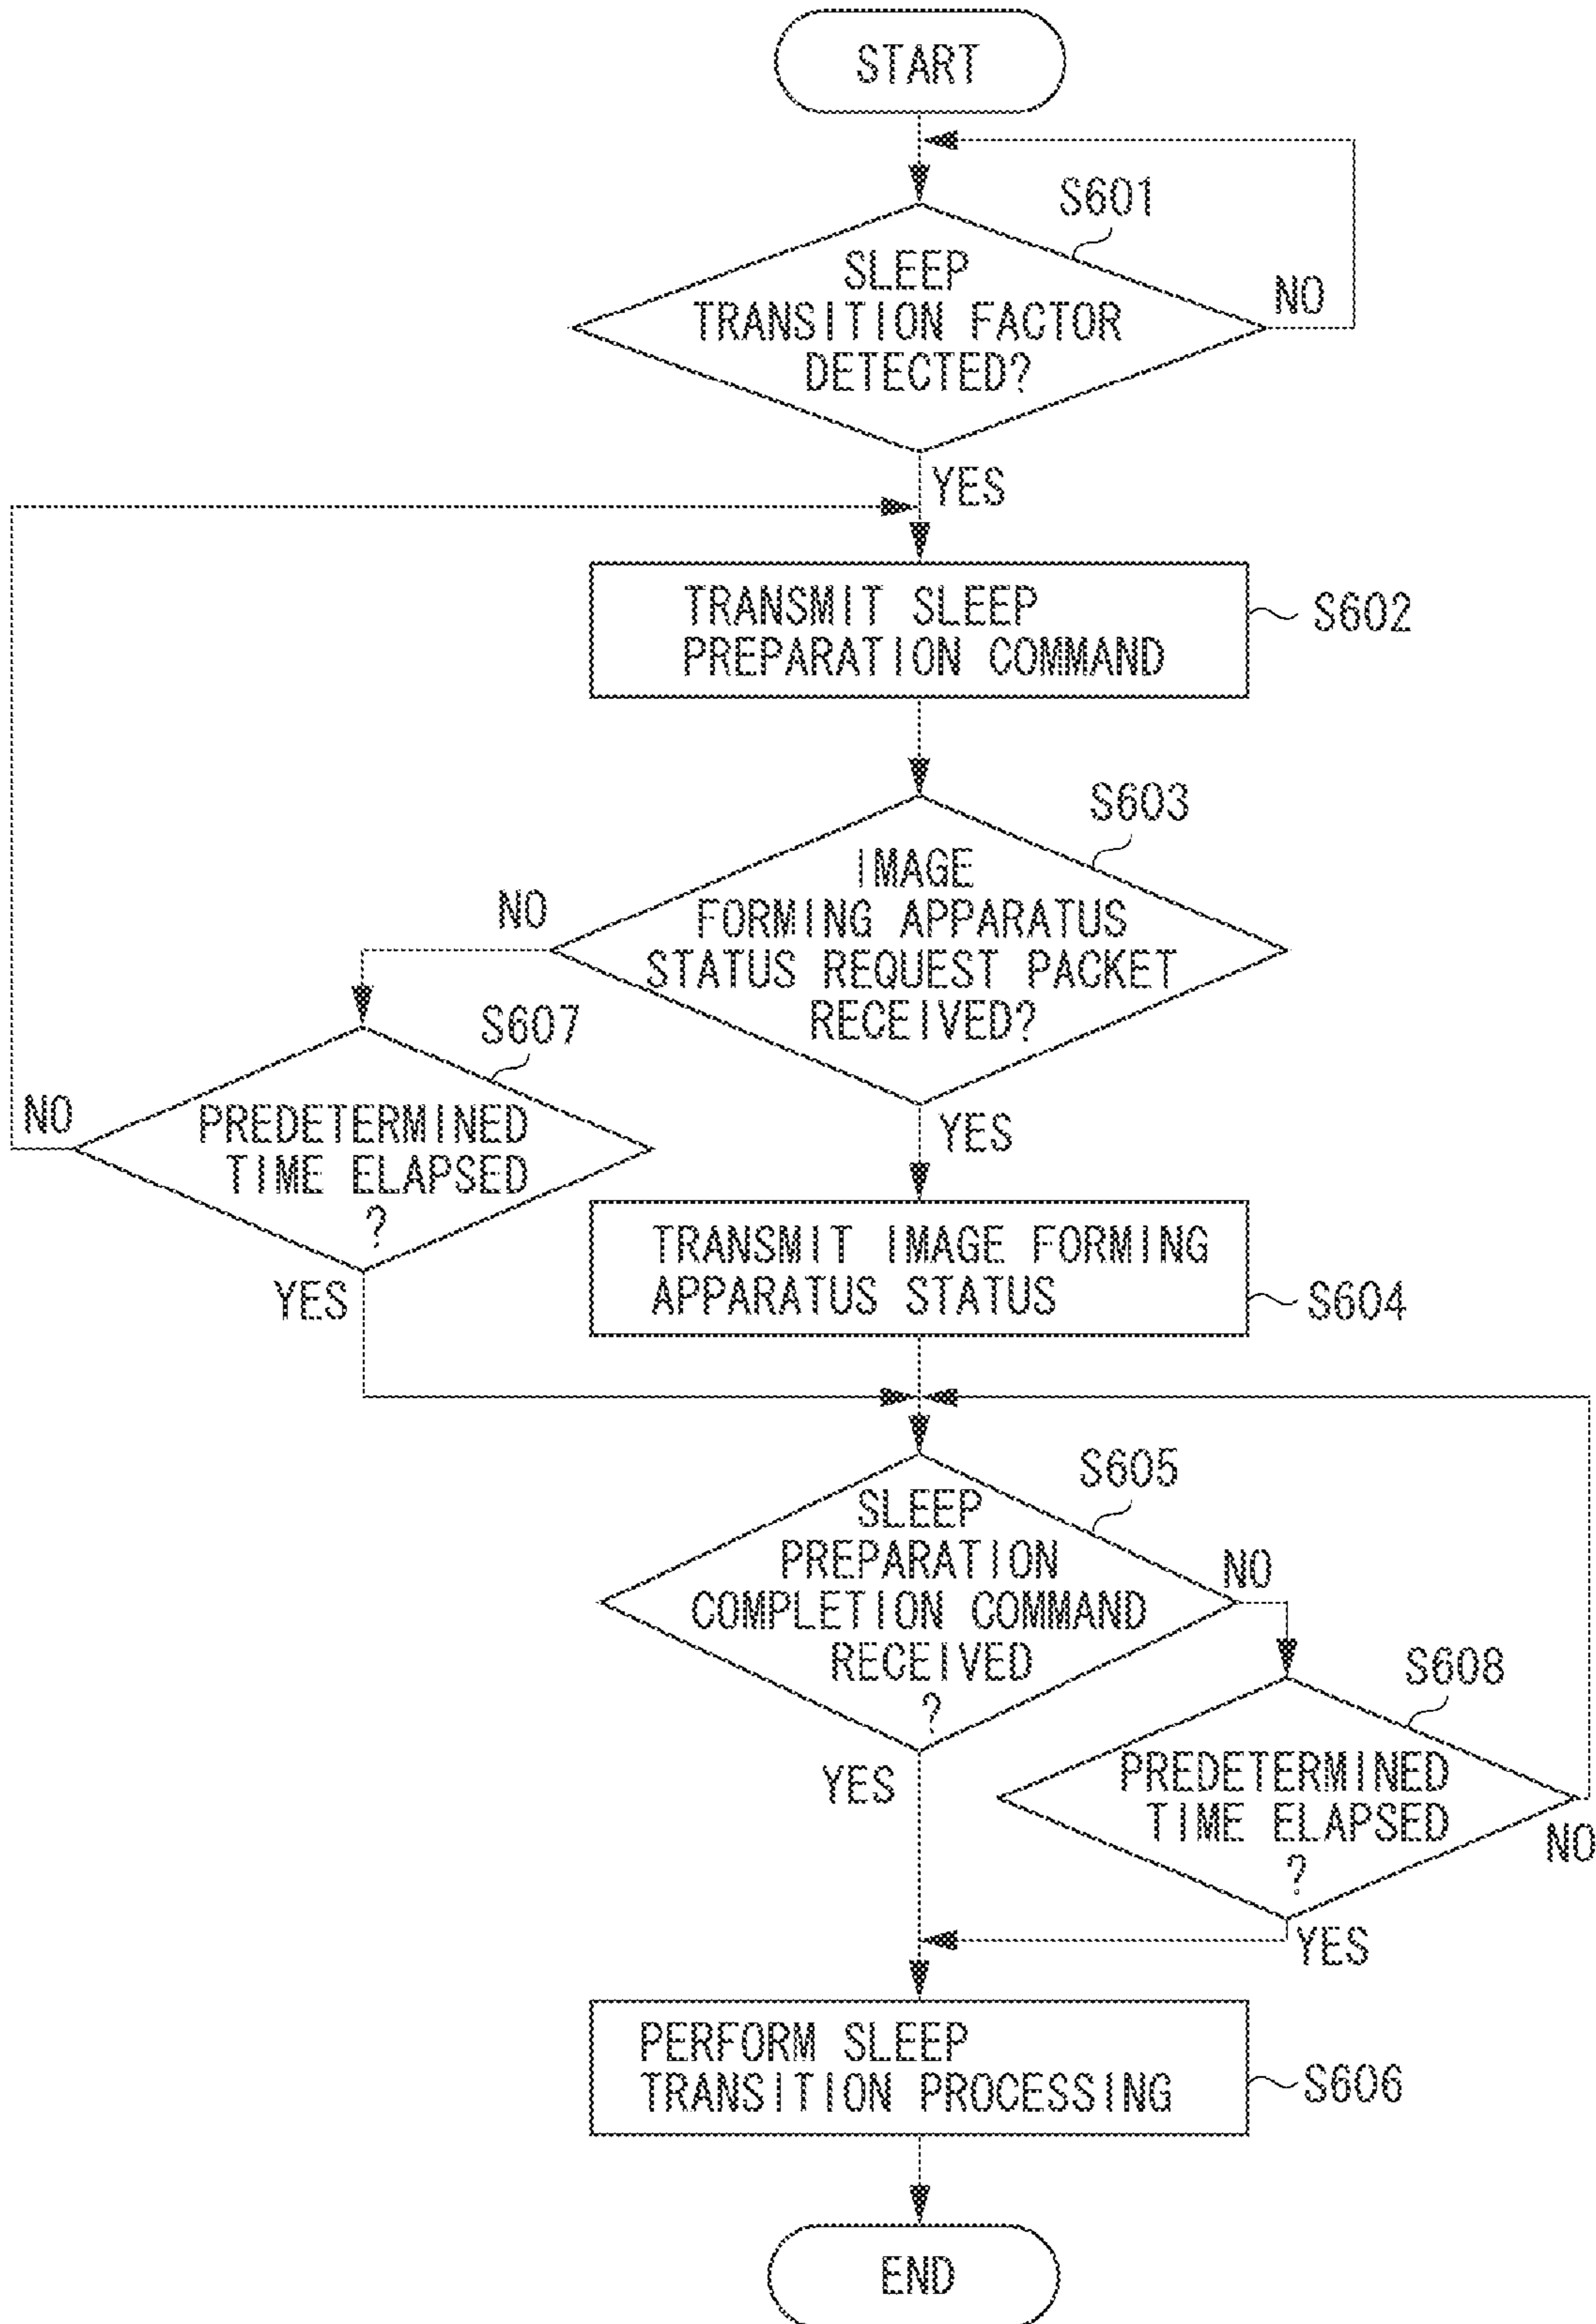 START
S601
SLEEP
TRANSITION FACTOR
DETECTED?
NO
YES
TRANSMIT SLEEP
PREPARATION COMMAND
S602
S603
IMAGE
FORMING APPARATUS
STATUS REQUEST PACKET
RECEIVED?
NO
YES
S607
PREDETERMINED
TIME ELAPSED
?
NO
YES
TRANSMIT IMAGE FORMING
APPARATUS STATUS
S604
S605
SLEEP
PREPARATION
COMPLETION COMMAND
RECEIVED
?
NO
YES
S608
PREDETERMINED
TIME ELAPSED
?
NO
YES
PERFORM SLEEP
TRANSITION PROCESSING
S606
END